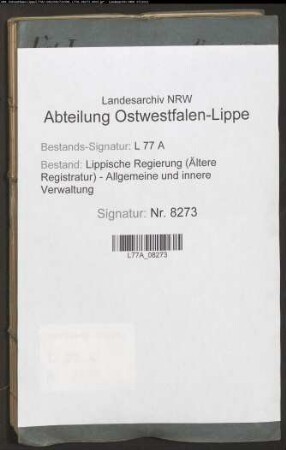 Landesarchiv NRW
Abteilung Ostwestfalen-Lippe
Bestands-Signatur: L 77 A
Bestand: Lippische Regierung (Ältere
Registratur) - Allgemeine und innere
Verwaltung
Signatur: Nr. 8273
L77A_08273